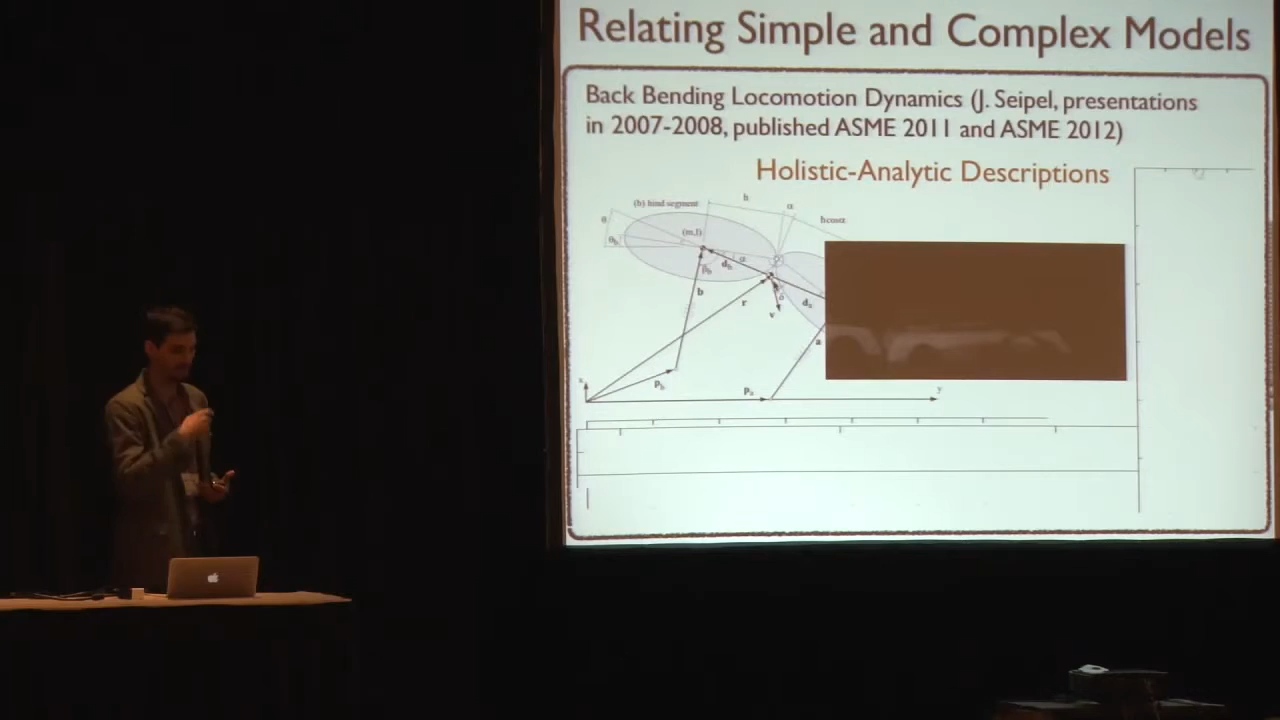 Relating Simple and Complex Models
Back Bending Locomotion Dynamics (J. Seipel, presentations
in 2007-2008, published ASME 2011 and ASME 2012)
Holistic-Analytic Descriptions
(b) hind segment
h
α
hcosα
θ
(m,I)
α
b
r
v
a
y